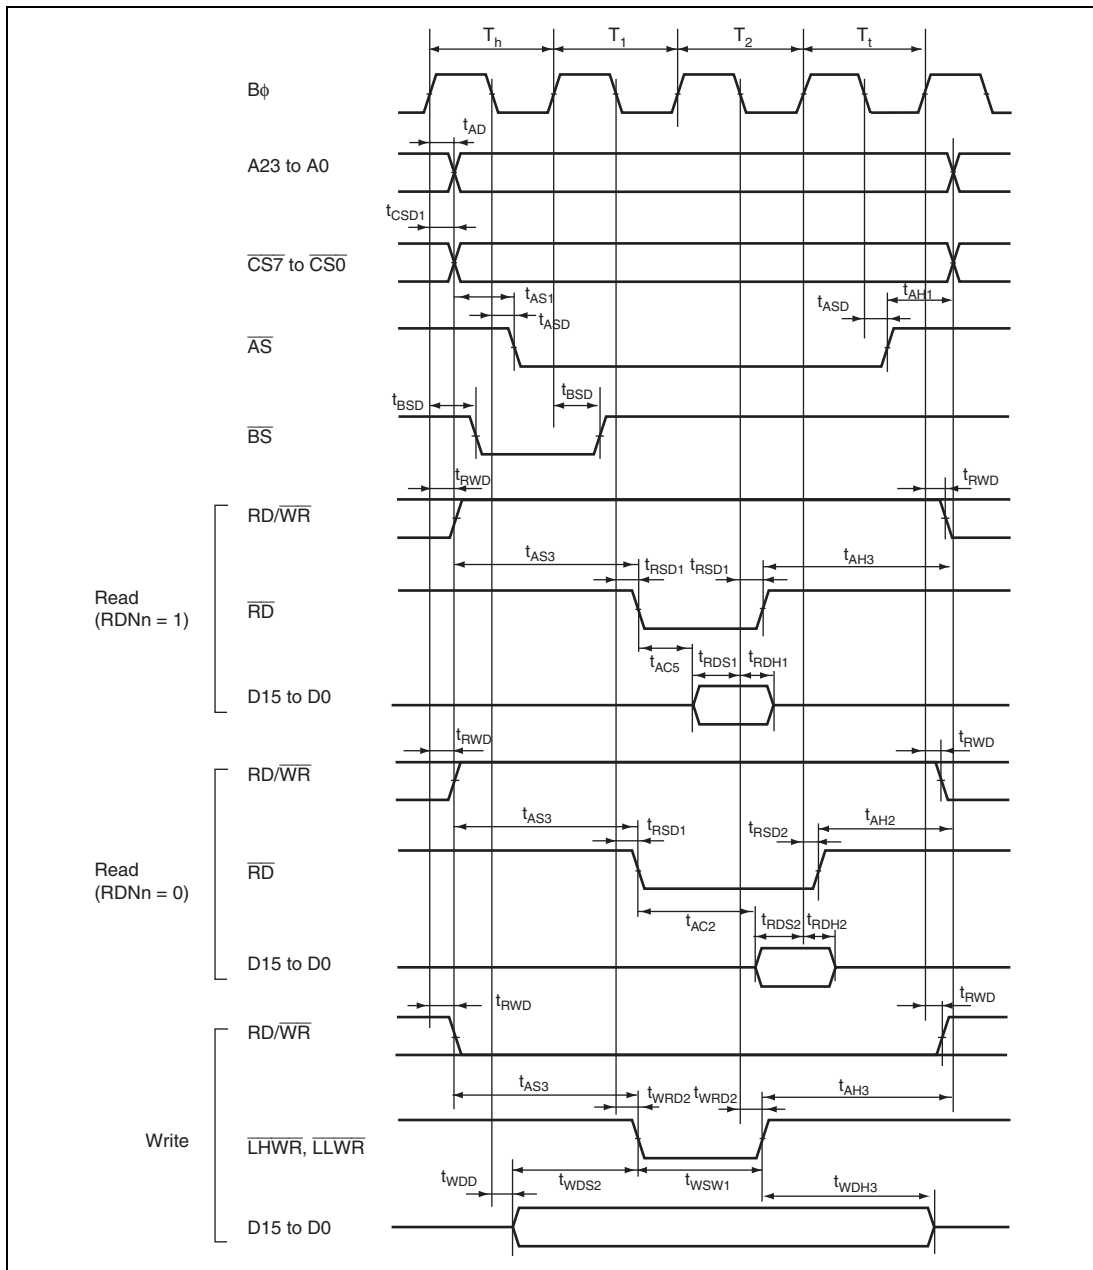 Th T1 T2 Tt
Bφ
tAD
A23 to A0
tCSD1
CS7 to CS0
tAS1 tAH1
tASD tASD
AS
tBSD tBSD
BS
tRWD tRWD
RD/WR
tAS3 tRSD1 tRSD1 tAH3
Read
(RDNn = 1)
RD
tAC5 tRDS1 tRDH1
D15 to D0
tRWD tRWD
RD/WR
tAS3 tRSD1 tRSD2 tAH2
Read
(RDNn = 0)
RD
tAC2 tRDS2 tRDH2
D15 to D0
tRWD tRWD
RD/WR
tAS3 tWRD2 tWRD2 tAH3
Write
LHWR, LLWR
tWDD tWDS2 tWSW1 tWDH3
D15 to D0